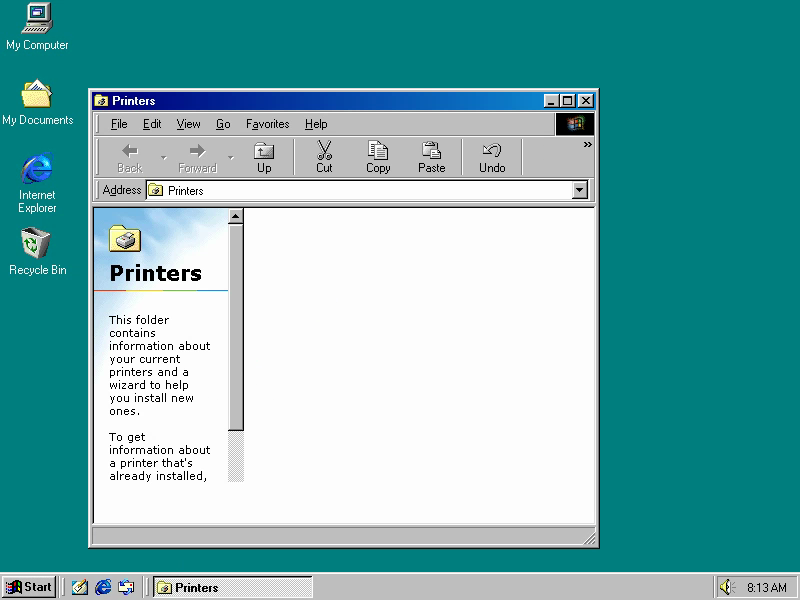 My Computer
My Documents
Internet
Explorer
Recycle Bin
Printers
File Edit View Go Favorites Help
Back Forward Up Cut Copy Paste Undo »
Address Printers
Printers
This folder
contains
information about
your current
printers and a
wizard to help
you install new
ones.
To get
information about
a printer that's
already installed,
Start Printers 8:13 AM